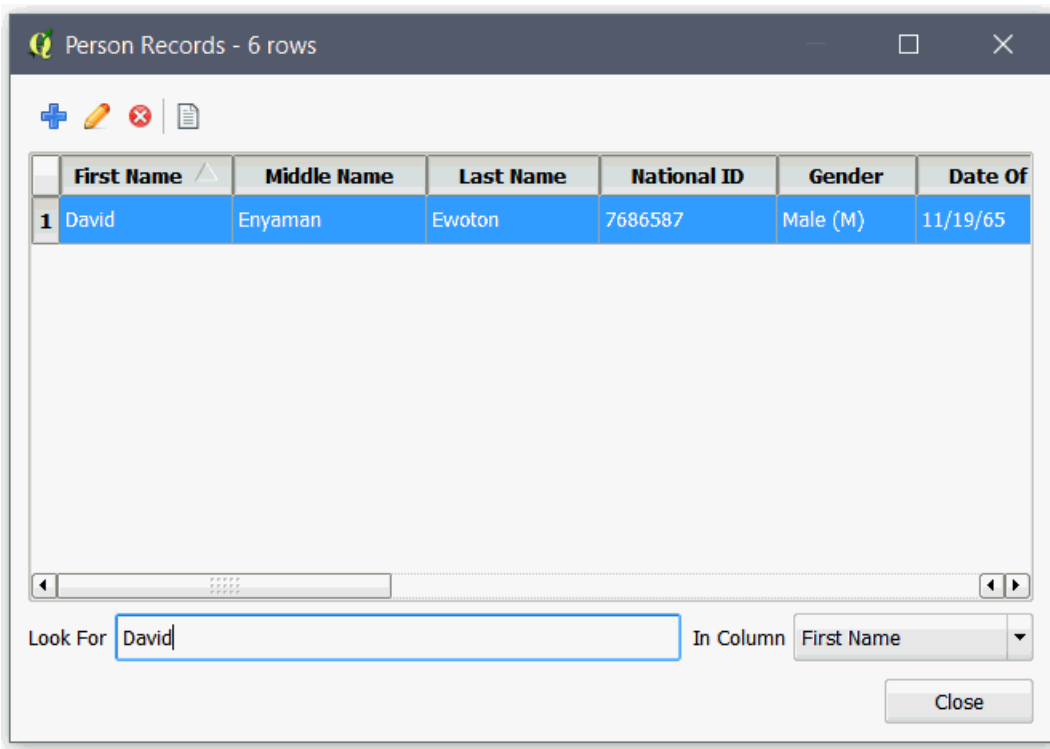 Person Records - 6 rows
First Name Middle Name Last Name National ID Gender Date Of
1 David Enyaman Ewoton 7686587 Male (M) 11/19/65
Look For David In Column First Name
Close